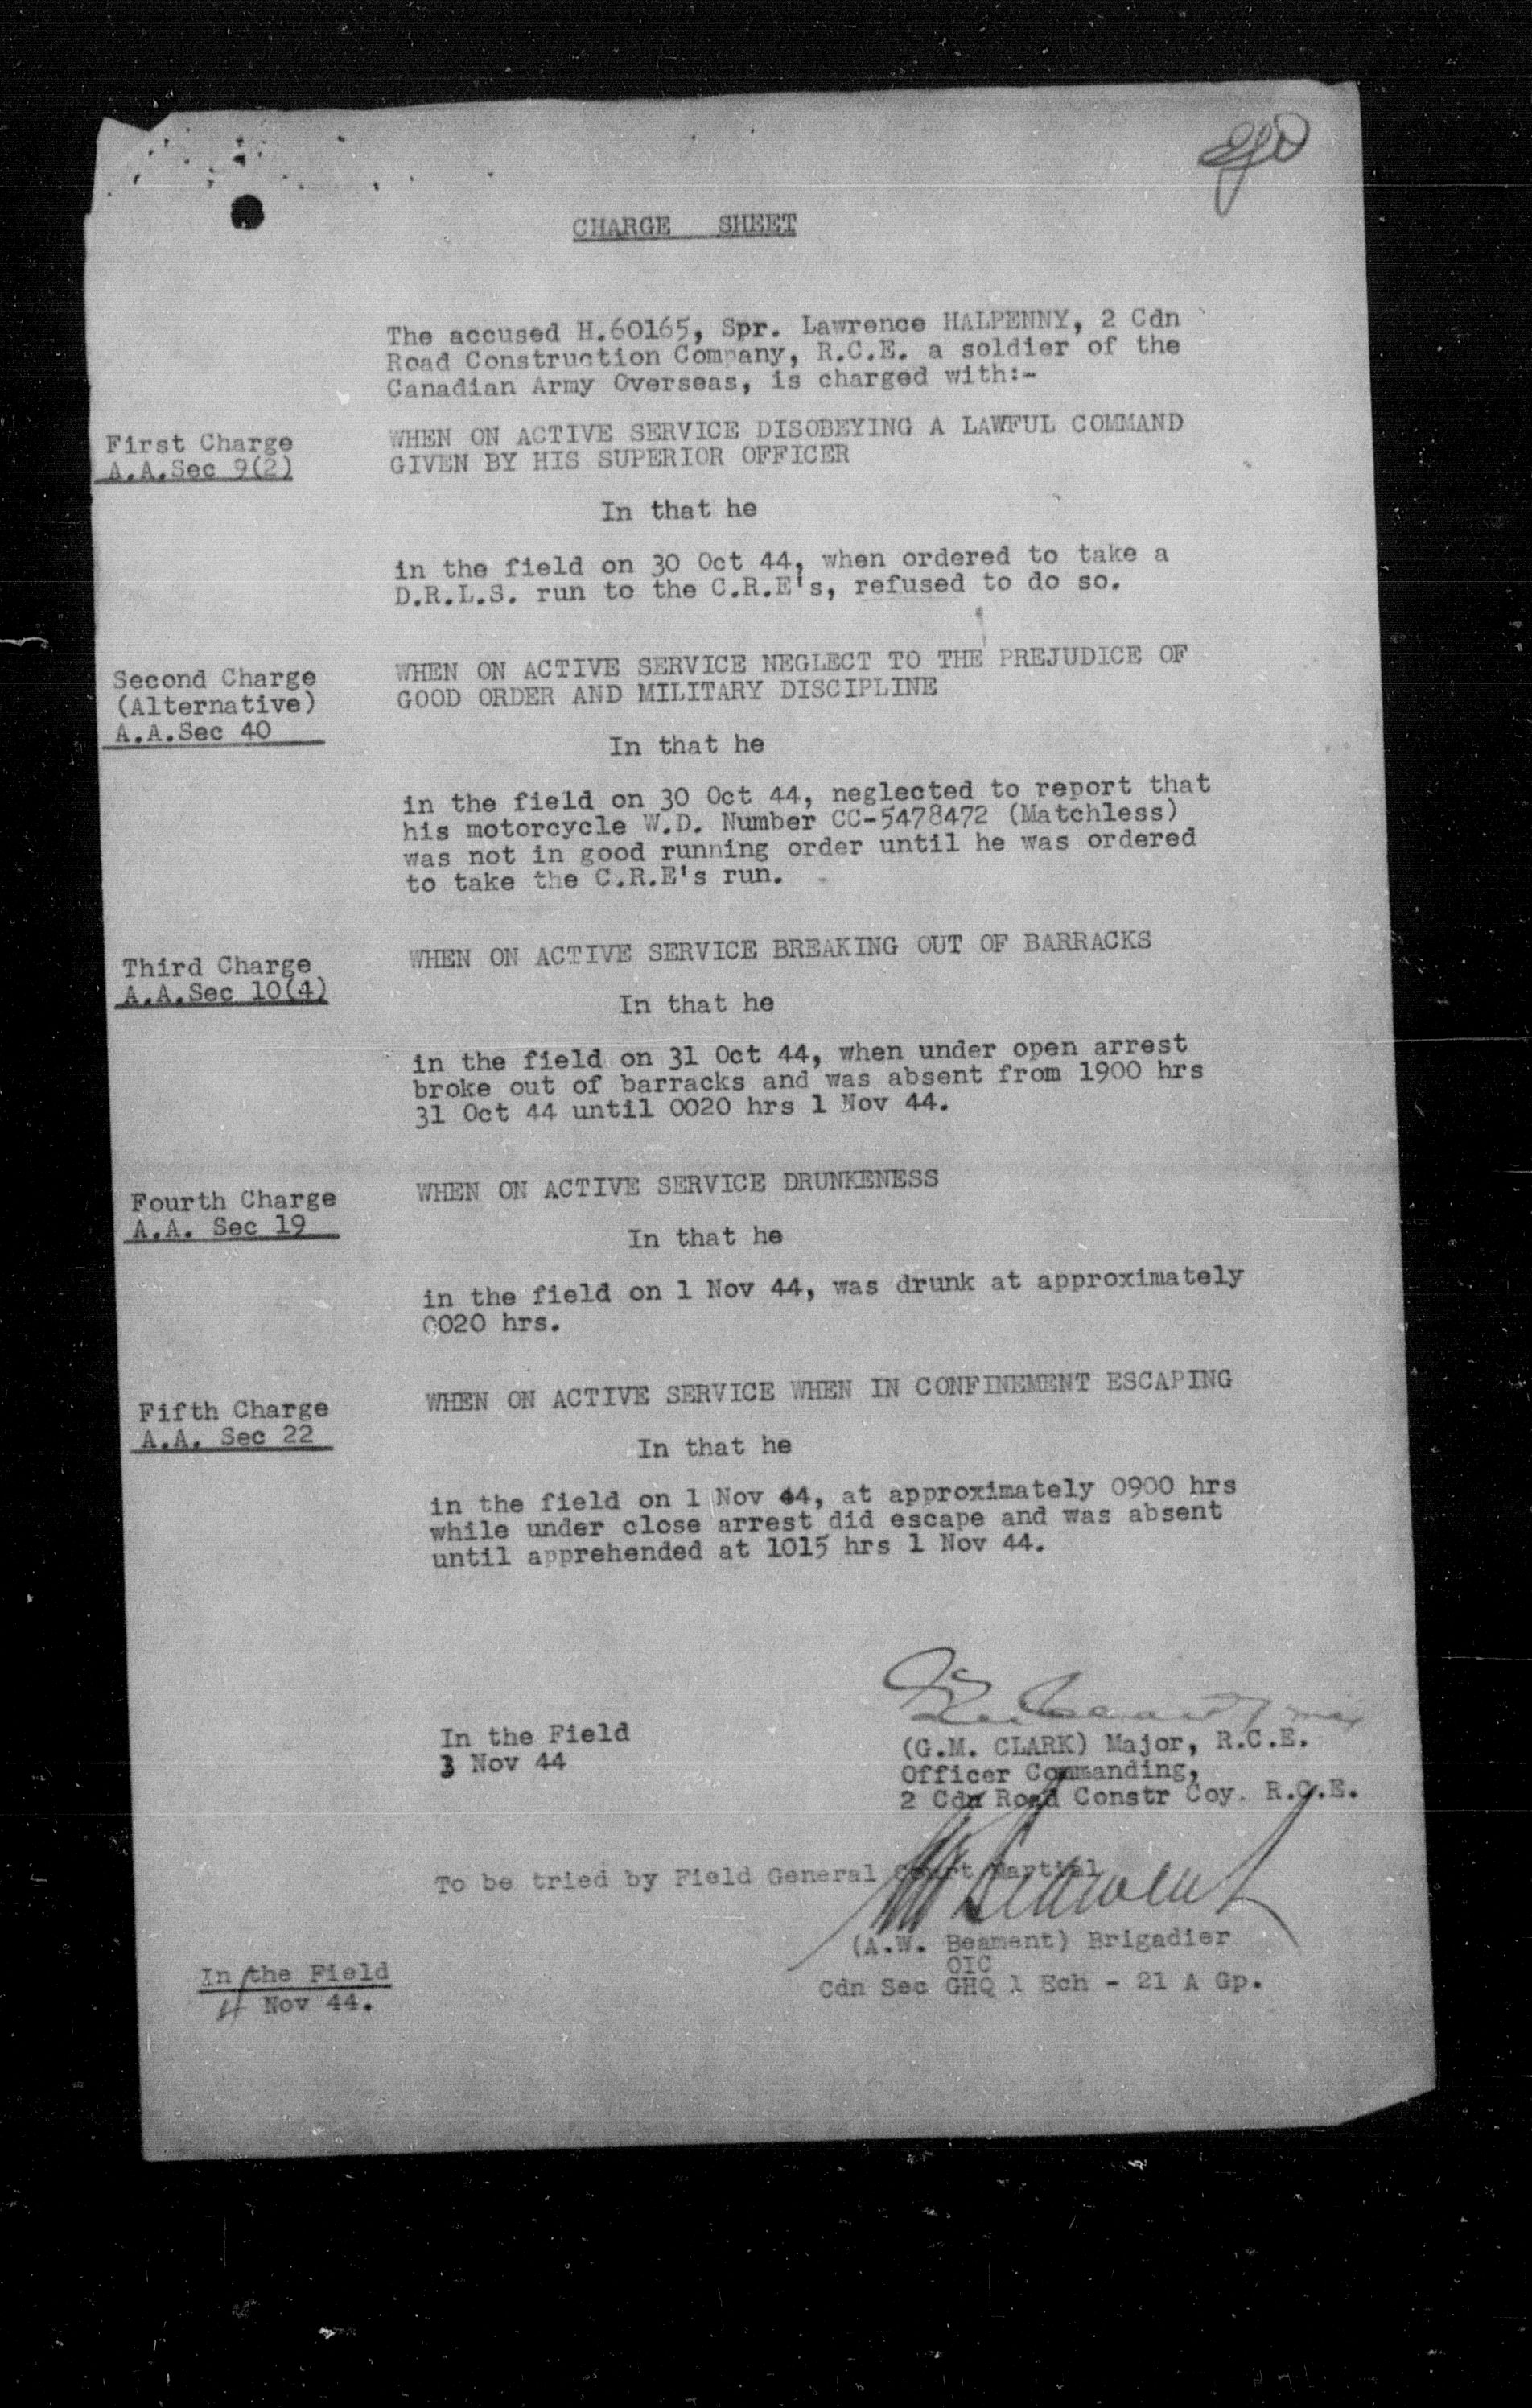 CHARGE SHEET
The accused H.60165, Spr. Lawrence HALPENNY, 2 Cdn
Road Construction Company, R.C.E. a soldier of the
Canadian Army Overseas, is charged with:-
First Charge
A.A.Sec 9(2)
WHEN ON ACTIVE SERVICE DISOBEYING A LAWFUL COMMAND
GIVEN BY HIS SUPERIOR OFFICER
In that he
in the field on 30 Oct 44, when ordered to take a
D.R.L.S. run to the C.R.E's, refused to do so.
Second Charge
(Alternative)
A.A.Sec 40
WHEN ON ACTIVE SERVICE NEGLECT TO THE PREJUDICE OF
GOOD ORDER AND MILITARY DISCIPLINE
In that he
in the field on 30 Oct 44, neglected to report that
his motorcycle W.D. Number CC-5478472 (Matchless)
was not in good running order until he was ordered
to take the C.R.E's run.
Third Charge
A.A.Sec 10(4)
WHEN ON ACTIVE SERVICE BREAKING OUT OF BARRACKS
In that he
in the field on 31 Oct 44, when under open arrest
broke out of barracks and was absent from 1900 hrs
31 Oct 44 until 0020 hrs 1 Nov 44.
Fourth Charge
A.A. Sec 19
WHEN ON ACTIVE SERVICE DRUNKENESS
In that he
in the field on 1 Nov 44, was drunk at approximately
0020 hrs.
Fifth Charge
A.A. Sec 22
WHEN ON ACTIVE SERVICE WHEN IN CONFINEMENT ESCAPING
In that he
in the field on 1 Nov 44, at approximately 0900 hrs
while under close arrest did escape and was absent
until apprehended at 1015 hrs 1 Nov 44.
In the Field
3 Nov 44
(G.M. CLARK) Major, R.C.E.
Officer Commanding,
2 Cdn Road Constr Coy. R.C.E.
To be tried by Field General Court Martial
Beament
(A.W. Beament) Brigadier
OIC
Cdn Sec GHQ 1 Ech - 21 A Gp.
In the Field
4 Nov 44.